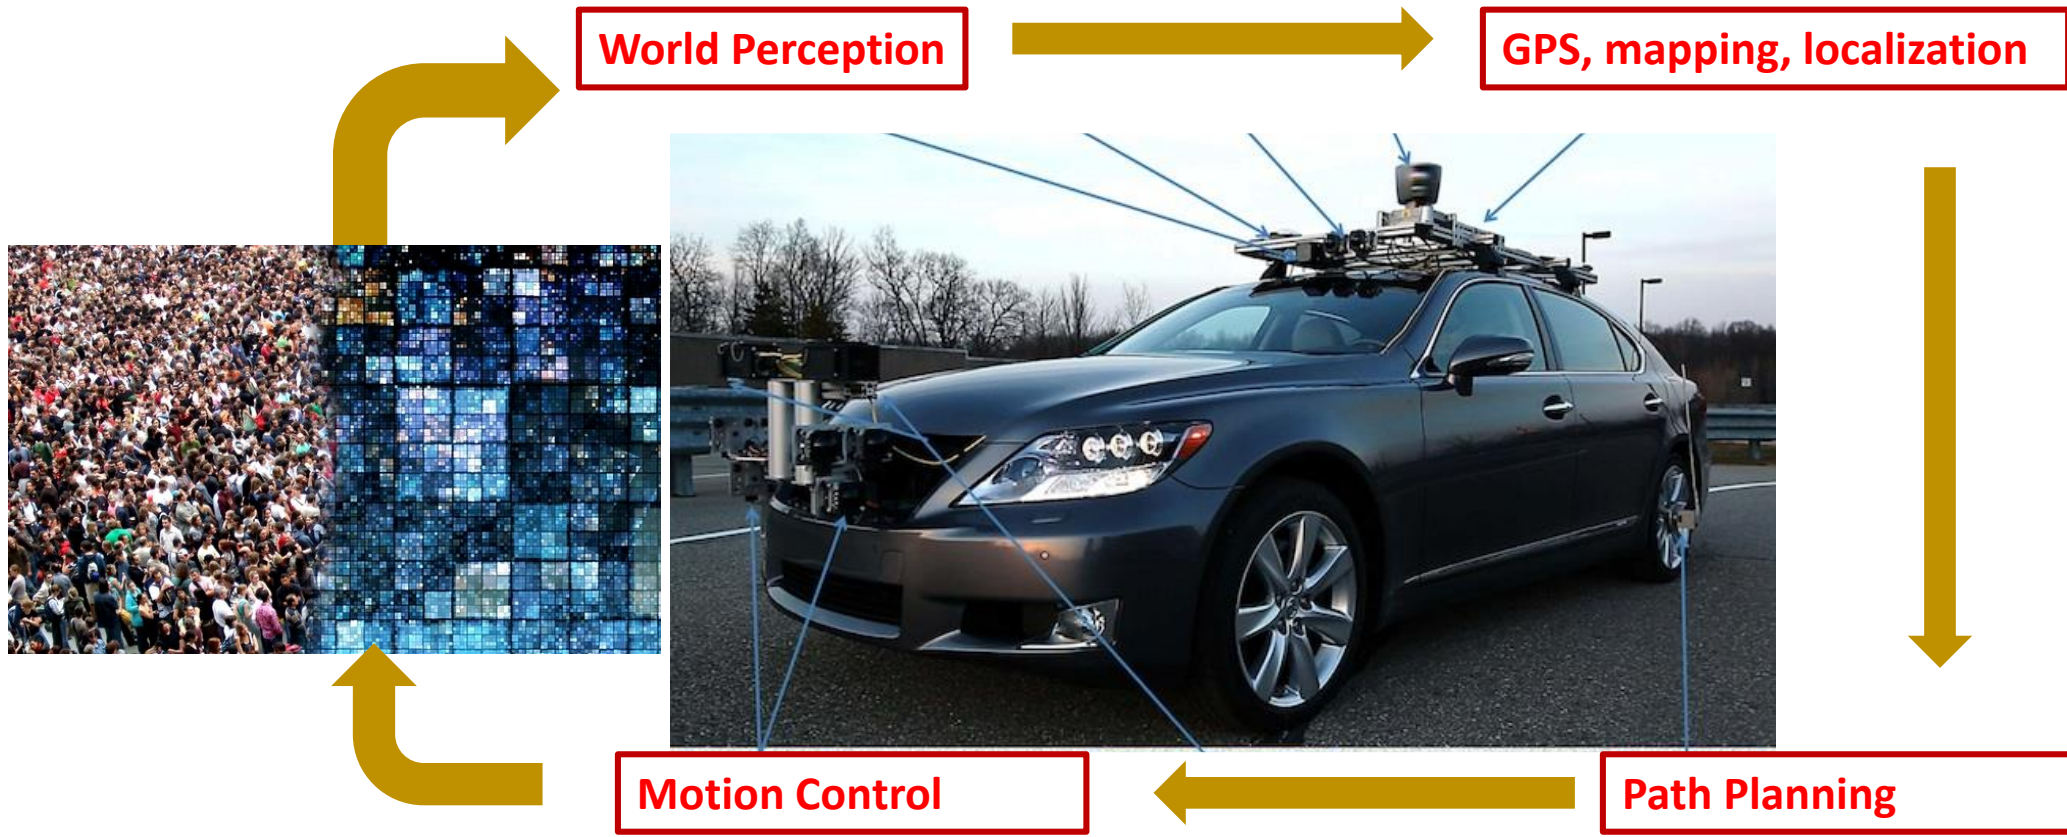 World Perception
GPS, mapping, localization
Motion Control
Path Planning